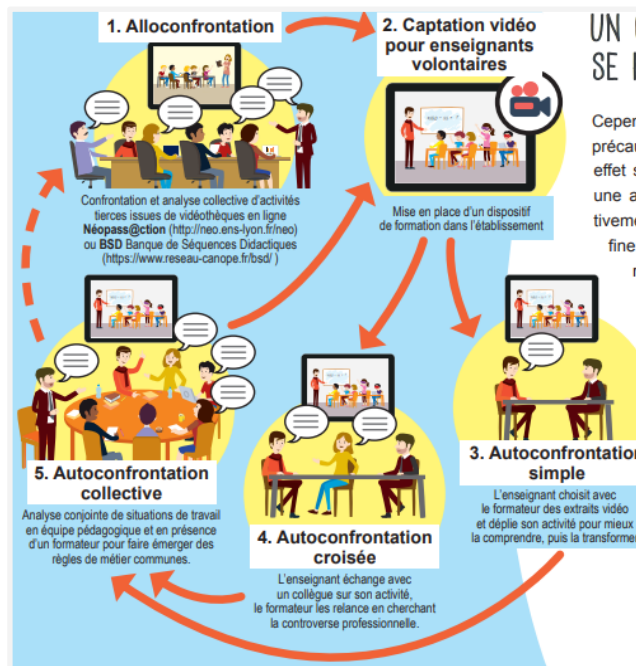 1. Alloconfrontation
Confrontation et analyse collective d'activités
tierces issues de vidéothèques en ligne
Néopass@ction (http://neo.ens-lyon.fr/neo)
ou BSD Banque de Séquences Didactiques
(https://www.reseau-canope.fr/bsd/ )
2. Captation vidéo
pour enseignants
volontaires
Mise en place d'un dispositif
de formation dans l'établissement
3. Autoconfrontation
simple
L'enseignant choisit avec
le formateur des extraits vidéo
et déplie son activité pour mieux
la comprendre, puis la transformer
4. Autoconfrontation
croisée
L'enseignant échange avec
un collègue sur son activité,
le formateur les relance en cherchant
la controverse professionnelle.
5. Autoconfrontation
collective
Analyse conjointe de situations de travail
en équipe pédagogique et en présence
d'un formateur pour faire émerger des
règles de métier communes.
UN
SE
Ceper
précau
effet s
une a
tiveme
fine